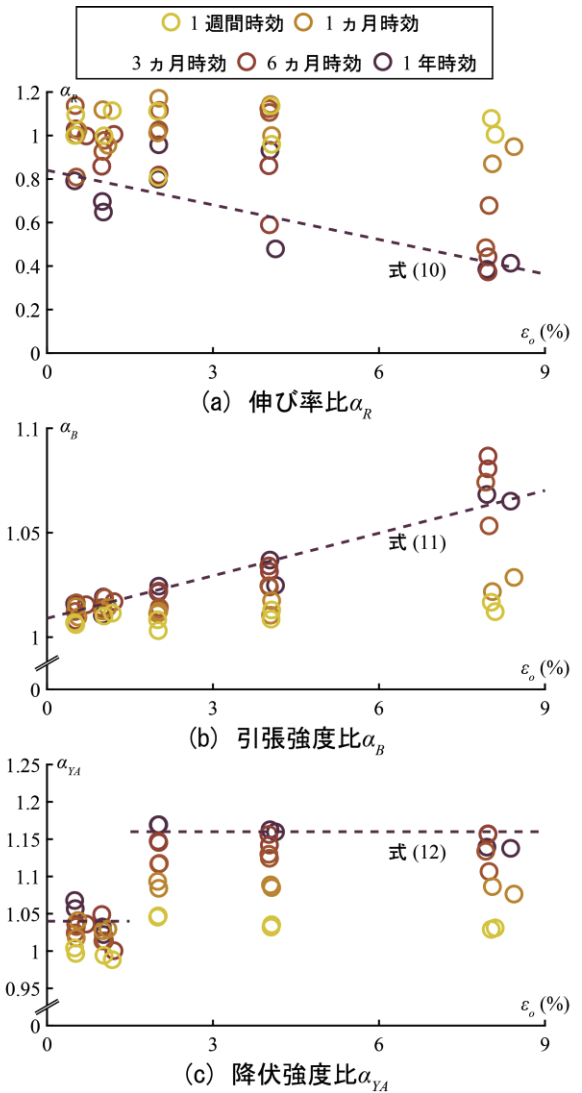 1 週間時効 1 ヵ月時効
3 ヵ月時効 6 ヵ月時効 1 年時効
α_R
1.2
1
0.8
0.6
0.4
0.2
0
式 (10)
ε_o (%)
0 3 6 9
(a) 伸び率比α_R
1.1
α_B
1.05
式 (11)
1
ε_o (%)
0
0 3 6 9
(b) 引張強度比α_B
1.25
α_YA
1.2
1.15
式 (12)
1.1
1.05
1
0.95
ε_o (%)
0
0 3 6 9
(c) 降伏強度比α_YA